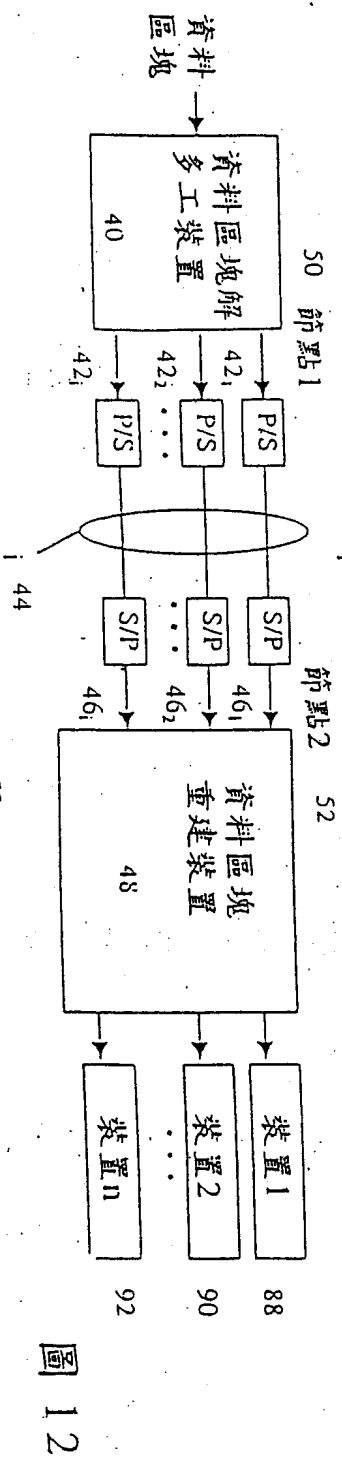 50 節點1
節點2 52
資料
區塊
資料區塊解
多工裝置
40
42₁
42₂
42ᵢ
P/S
P/S
...
P/S
i 44
S/P
S/P
...
S/P
46₁
46₂
46ᵢ
資料區塊
重建裝置
48
裝置1
裝置2
...
裝置n
88
90
92
圖 12